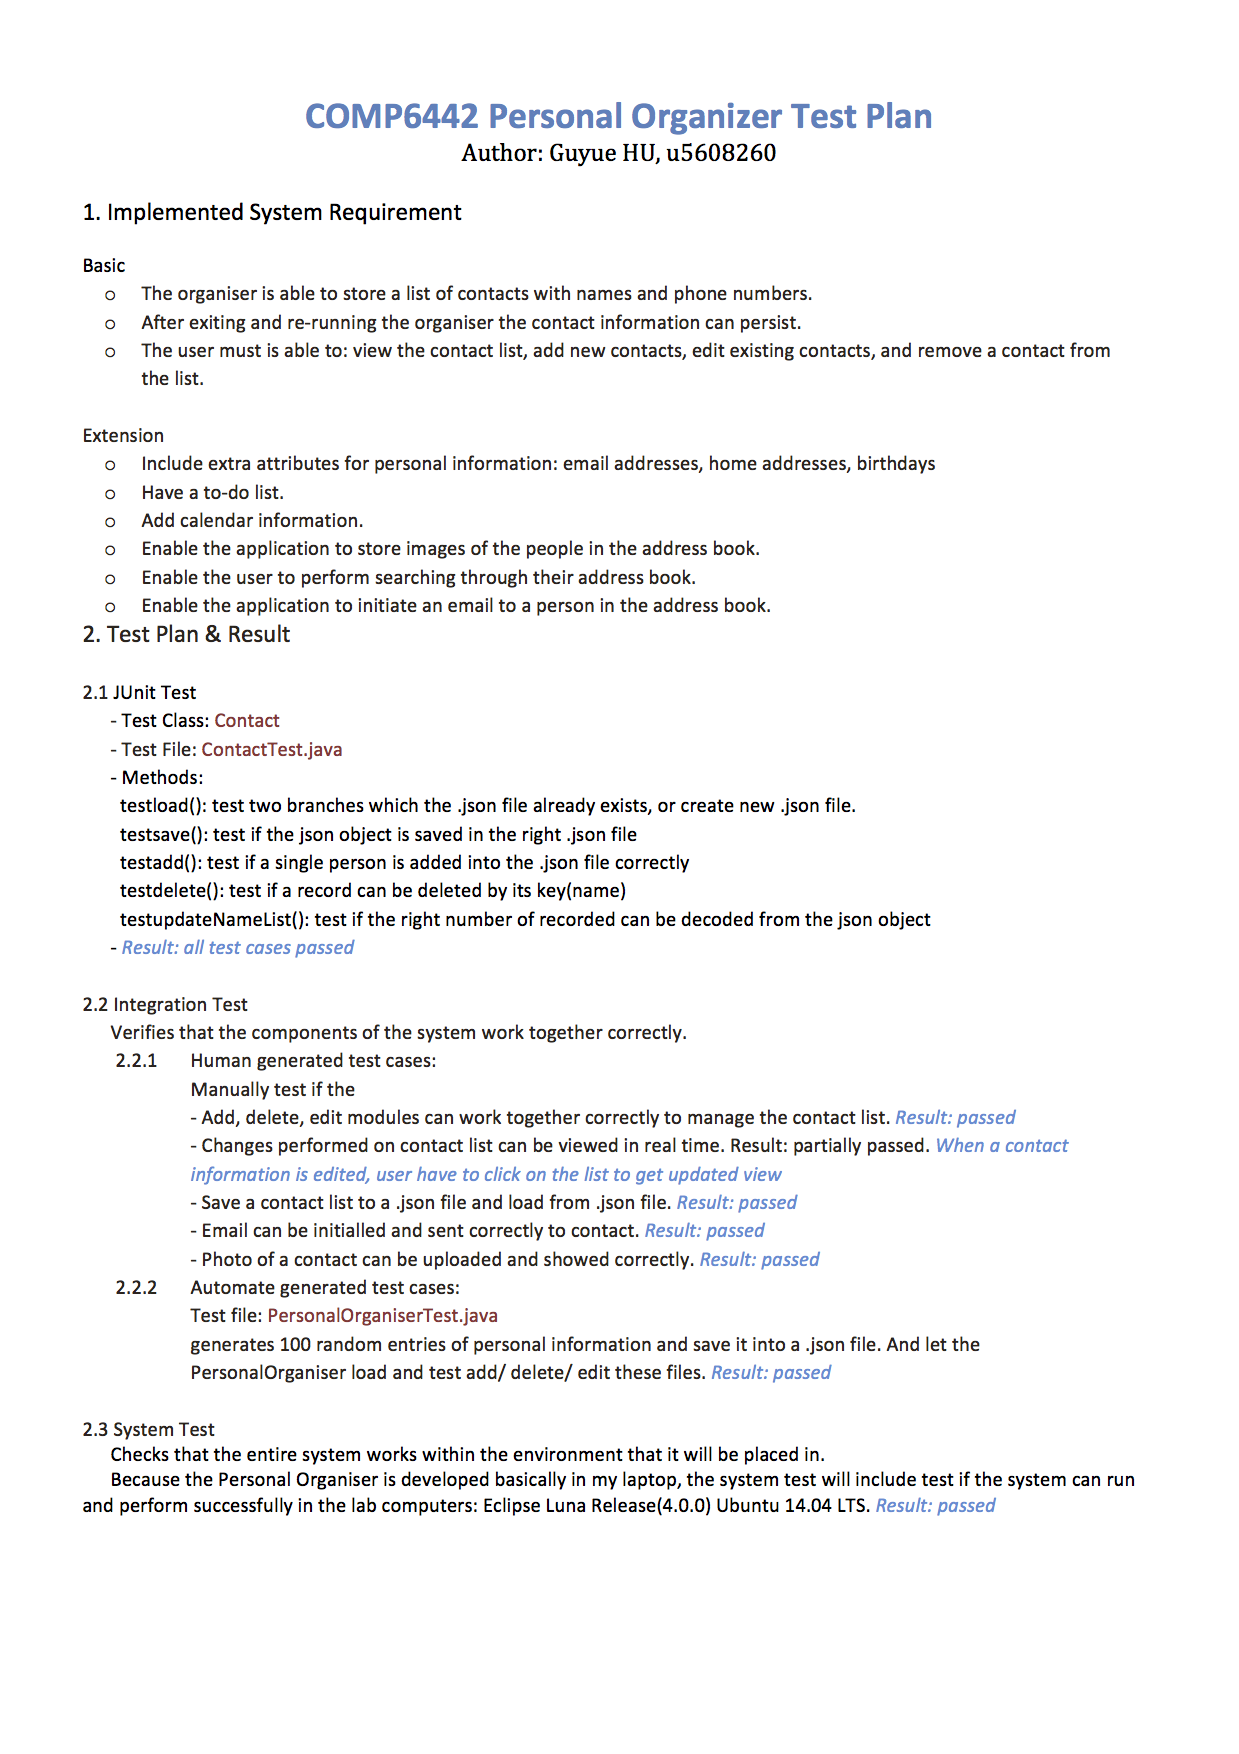 COMP6442 Personal Organizer Test Plan
Author: Guyue HU, u5608260
1. Implemented System Requirement
Basic
o The organiser is able to store a list of contacts with names and phone numbers.
o After exiting and re-running the organiser the contact information can persist.
o The user must is able to: view the contact list, add new contacts, edit existing contacts, and remove a contact from
the list.
Extension
o Include extra attributes for personal information: email addresses, home addresses, birthdays
o Have a to-do list.
o Add calendar information.
o Enable the application to store images of the people in the address book.
o Enable the user to perform searching through their address book.
o Enable the application to initiate an email to a person in the address book.
2. Test Plan & Result
2.1 JUnit Test
- Test Class: Contact
- Test File: ContactTest.java
- Methods:
testload(): test two branches which the .json file already exists, or create new .json file.
testsave(): test if the json object is saved in the right .json file
testadd(): test if a single person is added into the .json file correctly
testdelete(): test if a record can be deleted by its key(name)
testupdateNameList(): test if the right number of recorded can be decoded from the json object
- Result: all test cases passed
2.2 Integration Test
Verifies that the components of the system work together correctly.
2.2.1 Human generated test cases:
Manually test if the
- Add, delete, edit modules can work together correctly to manage the contact list. Result: passed
- Changes performed on contact list can be viewed in real time. Result: partially passed. When a contact
information is edited, user have to click on the list to get updated view
- Save a contact list to a .json file and load from .json file. Result: passed
- Email can be initialled and sent correctly to contact. Result: passed
- Photo of a contact can be uploaded and showed correctly. Result: passed
2.2.2 Automate generated test cases:
Test file: PersonalOrganiserTest.java
generates 100 random entries of personal information and save it into a .json file. And let the
PersonalOrganiser load and test add/ delete/ edit these files. Result: passed
2.3 System Test
Checks that the entire system works within the environment that it will be placed in.
Because the Personal Organiser is developed basically in my laptop, the system test will include test if the system can run
and perform successfully in the lab computers: Eclipse Luna Release(4.0.0) Ubuntu 14.04 LTS. Result: passed